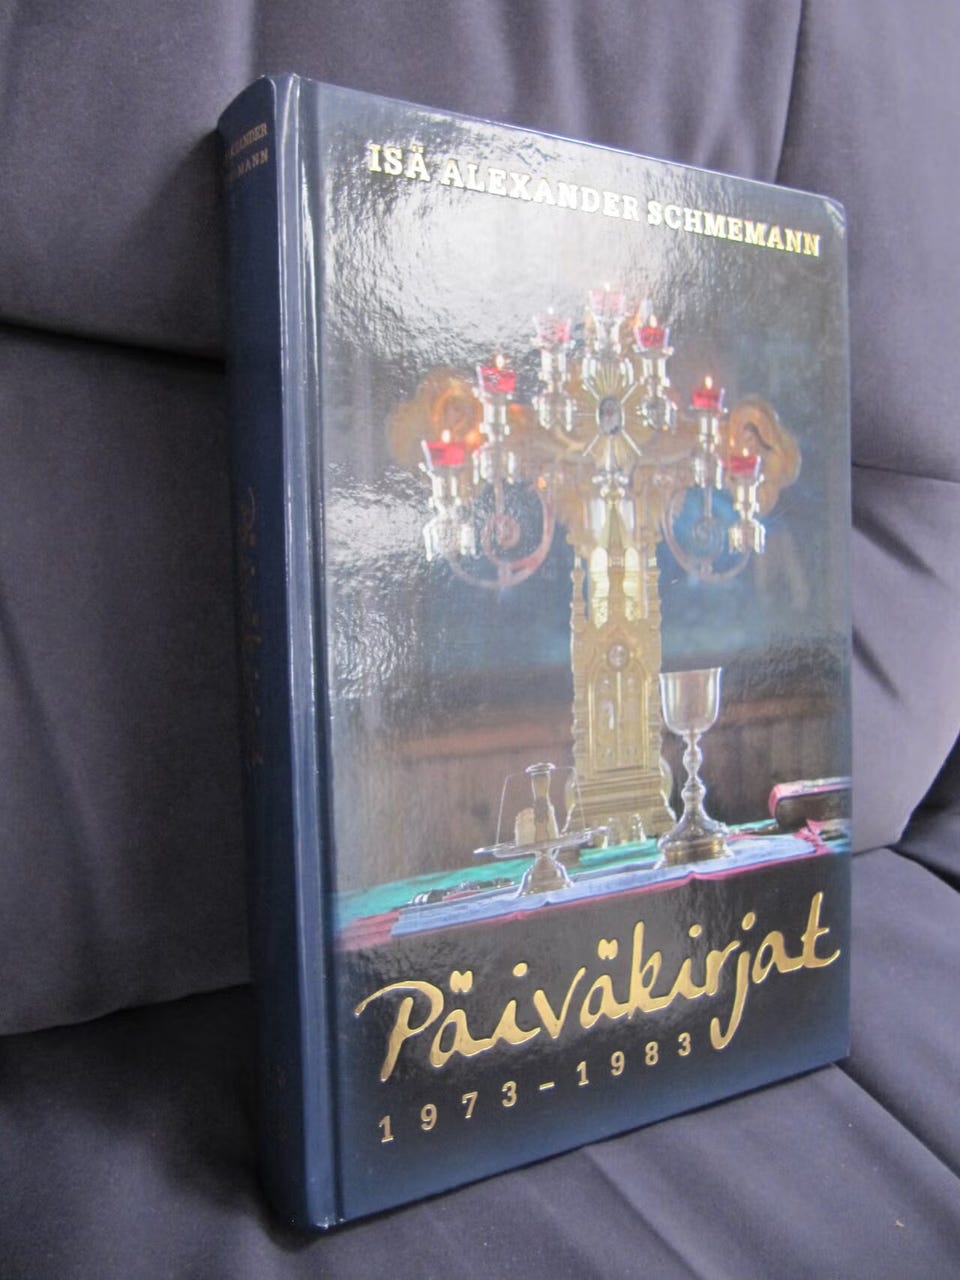 ISÄ ALEXANDER SCHMEMANN
Päiväkirjat
1973–1983